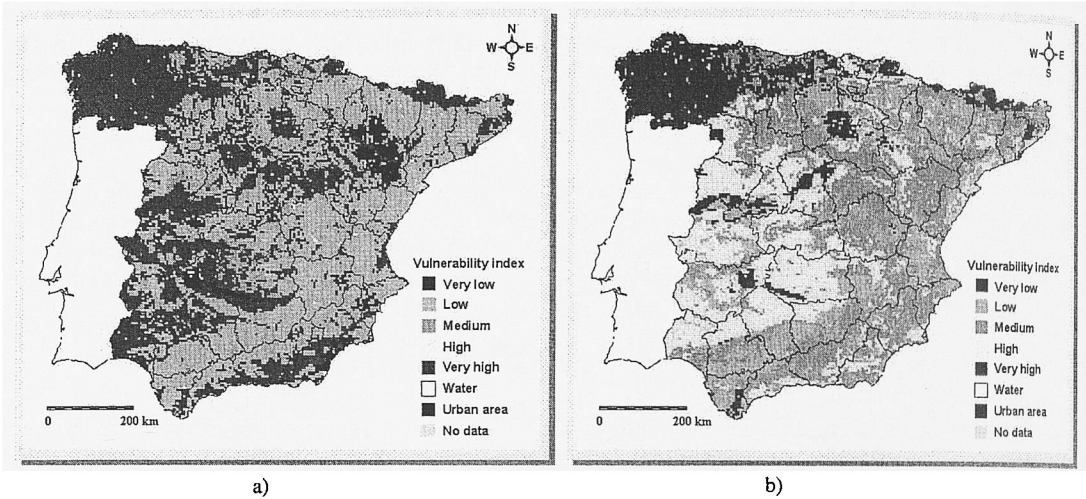 N
W E
S
Vulnerability index
Very low
Low
Medium
High
Very high
Water
Urban area
No data
0 200 km
a)
N
W E
S
Vulnerability index
Very low
Low
Medium
High
Very high
Water
Urban area
No data
0 200 km
b)